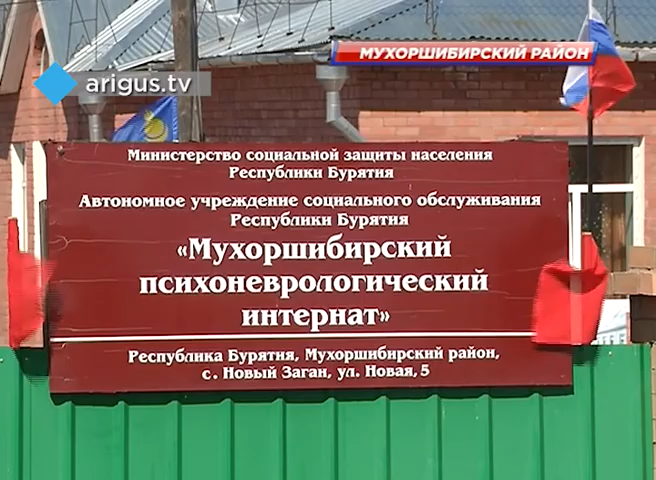 МУХОРШИБИРСКИЙ РАЙОН
arigus.tv
Министерство социальной защиты населения
Республики Бурятия
Автономное учреждение социального обслуживания
Республики Бурятия
«Мухоршибирский
психоневрологический
интернат»
Республика Бурятия, Мухоршибирский район,
с. Новый Заган, ул. Новая, 5